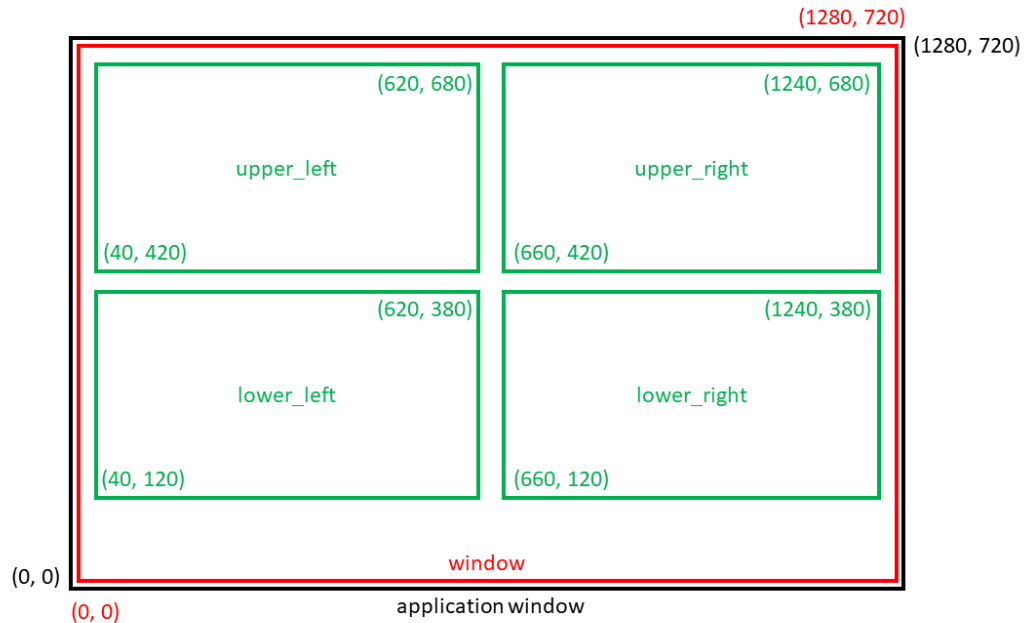 (1280, 720)
(1280, 720)
(620, 680)
(1240, 680)
upper_left
upper_right
(40, 420)
(660, 420)
(620, 380)
(1240, 380)
lower_left
lower_right
(40, 120)
(660, 120)
window
(0, 0)
(0, 0)
application window